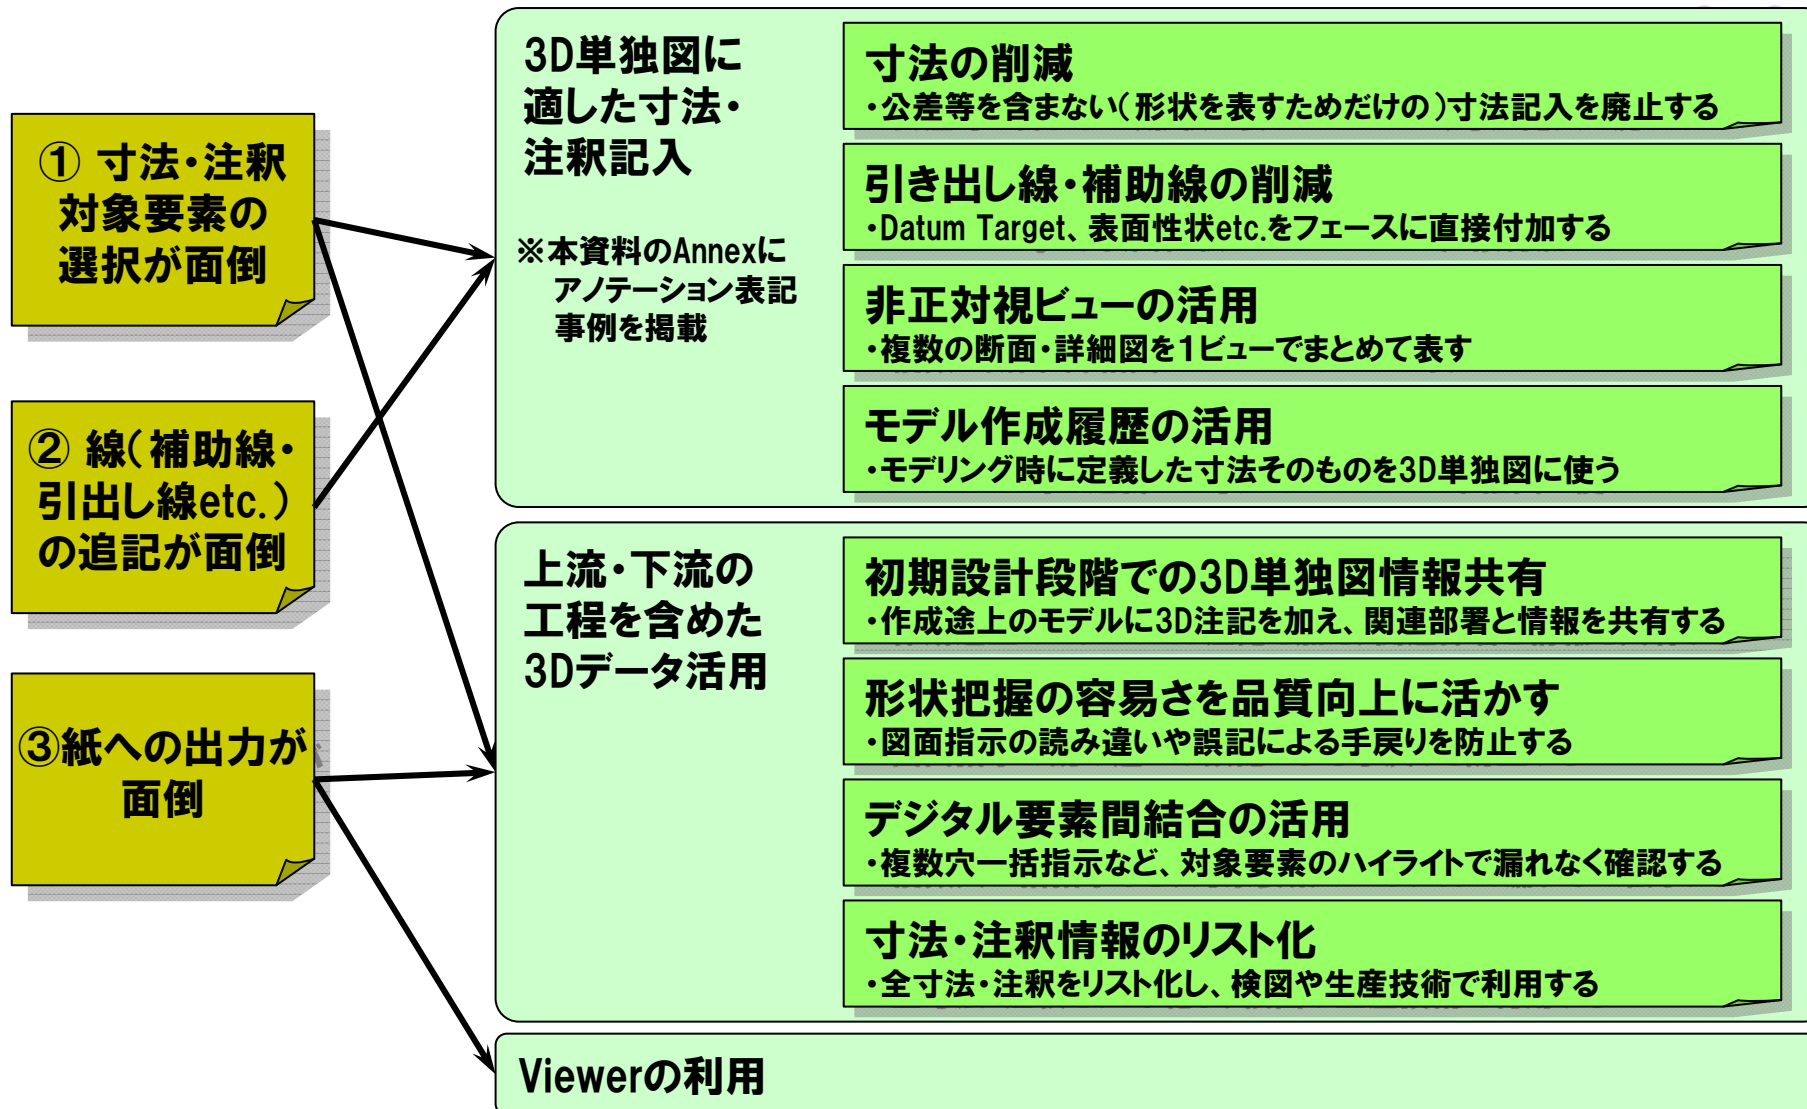 ① 寸法・注釈
対象要素の
選択が面倒
② 線（補助線・
引出し線etc.）
の追記が面倒
③紙への出力が
面倒
3D単独図に
適した寸法・
注釈記入
※本資料のAnnexに
アノテーション表記
事例を掲載
寸法の削減
・公差等を含まない（形状を表すためだけの）寸法記入を廃止する
引き出し線・補助線の削減
・Datum Target、表面性状etc.をフェースに直接付加する
非正対視ビューの活用
・複数の断面・詳細図を１ビューでまとめて表す
モデル作成履歴の活用
・モデリング時に定義した寸法そのものを3D単独図に使う
上流・下流の
工程を含めた
3Dデータ活用
初期設計段階での3D単独図情報共有
・作成途上のモデルに3D注記を加え、関連部署と情報を共有する
形状把握の容易さを品質向上に活かす
・図面指示の読み違いや誤記による手戻りを防止する
デジタル要素間結合の活用
・複数穴一括指示など、対象要素のハイライトで漏れなく確認する
寸法・注釈情報のリスト化
・全寸法・注釈をリスト化し、検図や生産技術で利用する
Viewerの利用